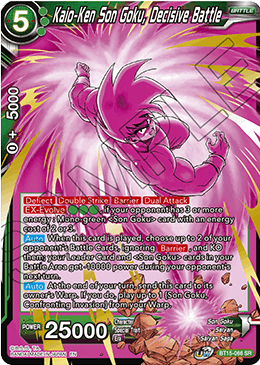 5
Kaio-Ken Son Goku, Decisive Battle
BATTLE
0 + 5000
Deflect Double Strike Barrier Dual Attack
EX-Evolve If your opponent has 3 or more
energy : Mono-green <Son Goku> card with an energy
cost of 2 or 3.
Auto When this card is played, choose up to 2 of your
opponent's Battle Cards, ignoring Barrier and KO
them; your Leader Card and <Son Goku> cards in your
Battle Area get -10000 power during your opponent's
next turn.
Auto At the end of your turn, send this card to its
owner's Warp. If you do, play up to 1 {Son Goku,
Confronting Invasion} from your Warp.
POWER 25000
Character
Special Trait
Era
Son Goku
Saiyan
Saiyan Saga
BT15-066 SR